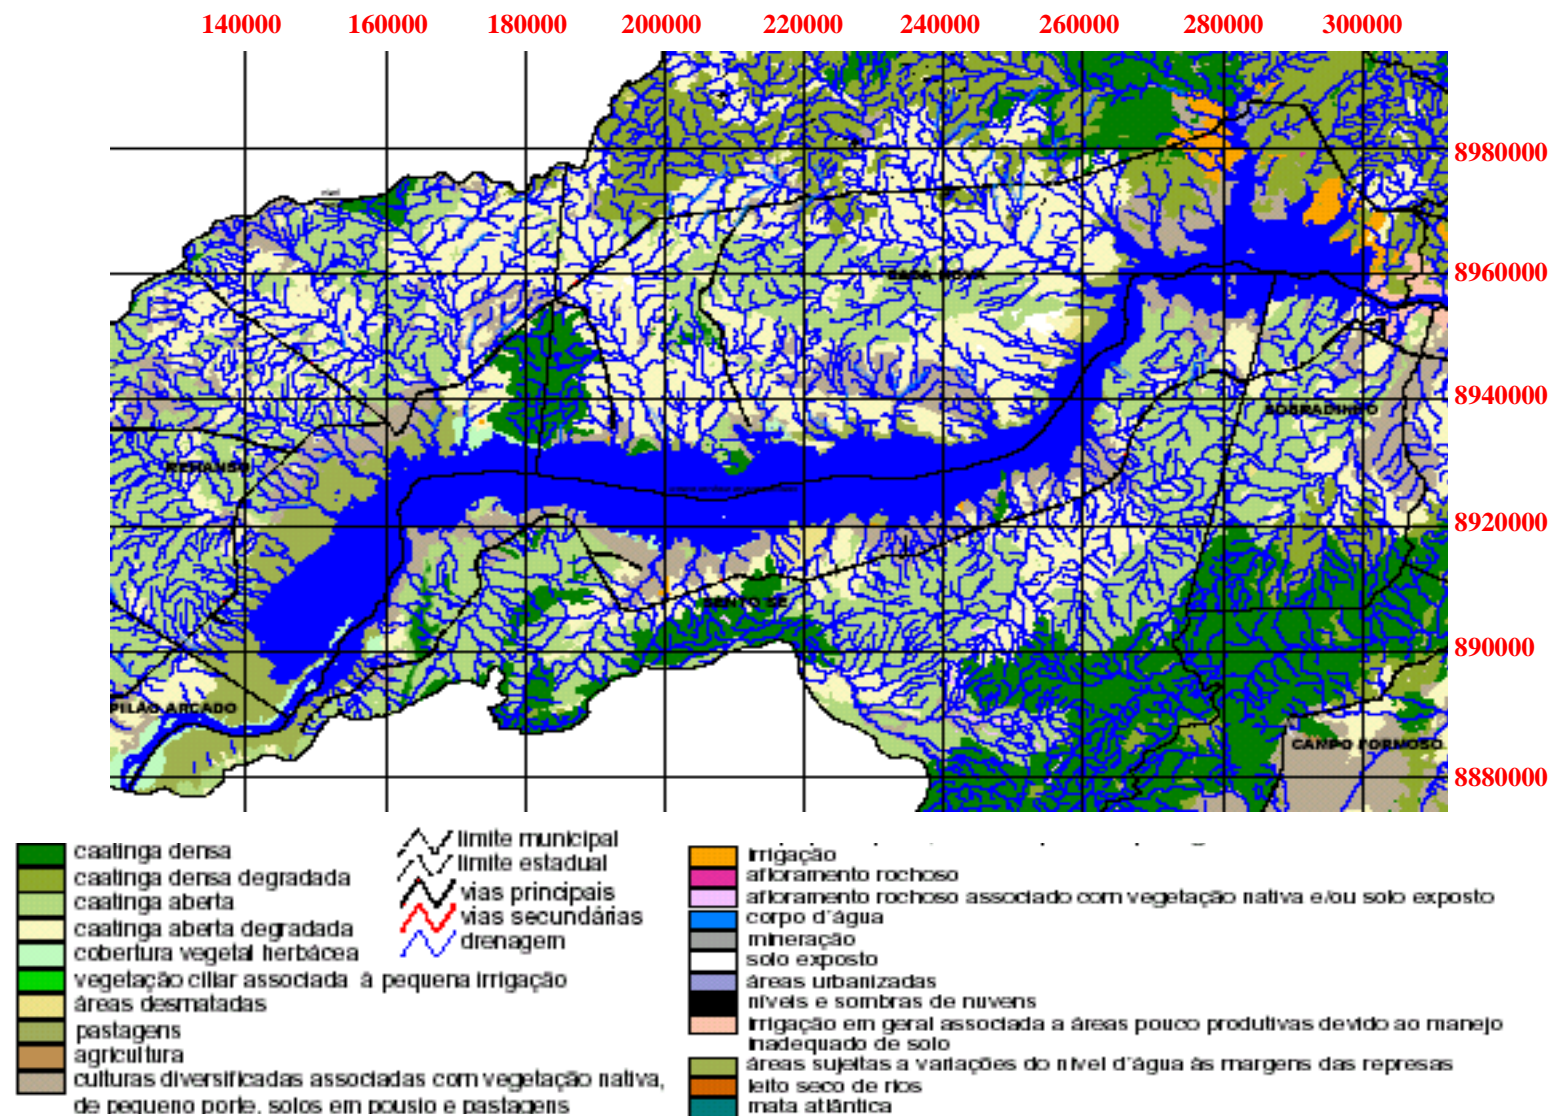 140000 160000 180000 200000 220000 240000 260000 280000 300000
8980000
8960000
8940000
8920000
890000
8880000
CASA NOVA
SOBRADINHO
REMANSO
SENTO SÉ
PILÃO ARCADO
CAMPO FORMOSO
caatinga densa
caatinga densa degradada
caatinga aberta
caatinga aberta degradada
cobertura vegetal herbácea
vegetação ciliar associada à pequena irrigação
áreas desmatadas
pastagens
agricultura
culturas diversificadas associadas com vegetação nativa,
de pequeno porte, solos em pousio e pastagens
limite municipal
limite estadual
vias principais
vias secundárias
drenagem
irrigação
afloramento rochoso
afloramento rochoso associado com vegetação nativa e/ou solo exposto
corpo d'água
mineração
solo exposto
áreas urbanizadas
níveis e sombras de nuvens
irrigação em geral associada a áreas pouco produtivas devido ao manejo
inadequado de solo
áreas sujeitas a variações do nível d'água às margens das represas
leito seco de rios
mata atlântica